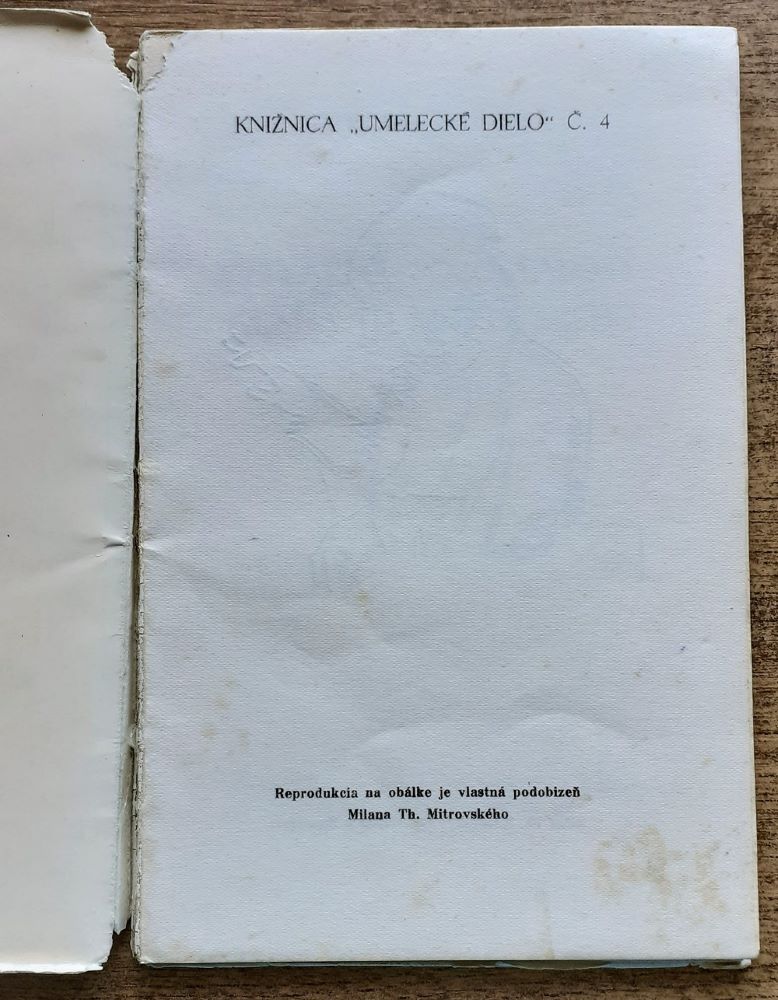 KNIŽNICA „UMELECKÉ DIELO“ Č. 4
Reprodukcia na obálke je vlastná podobizeň
Milana Th. Mitrovského